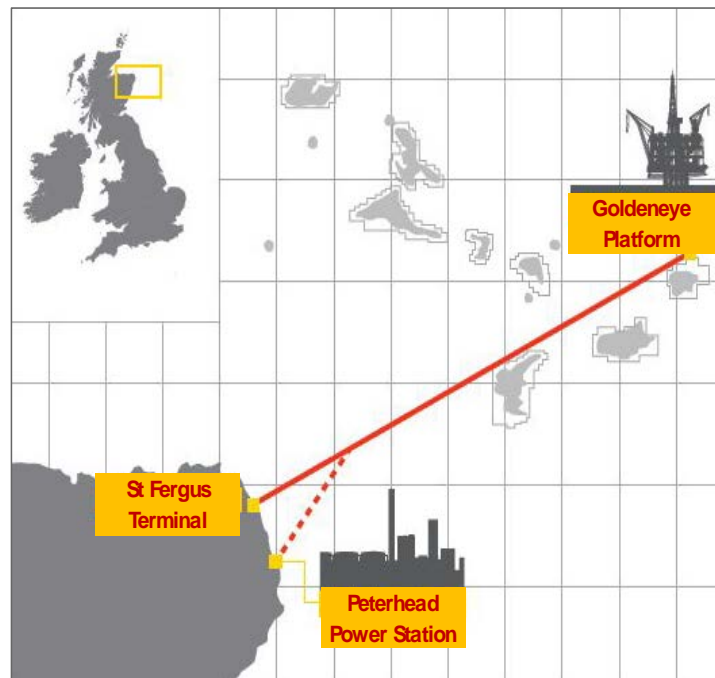 Goldeneye
Platform
St Fergus
Terminal
Peterhead
Power Station